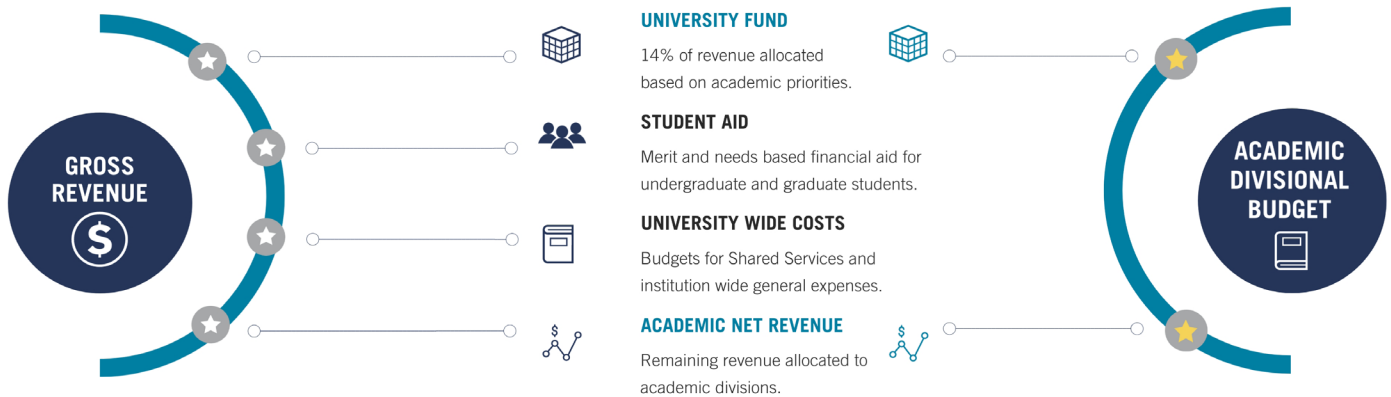 GROSS
REVENUE
$
UNIVERSITY FUND
14% of revenue allocated
based on academic priorities.
STUDENT AID
Merit and needs based financial aid for
undergraduate and graduate students.
UNIVERSITY WIDE COSTS
Budgets for Shared Services and
institution wide general expenses.
$
ACADEMIC NET REVENUE
$
Remaining revenue allocated to
academic divisions.
ACADEMIC
DIVISIONAL
BUDGET